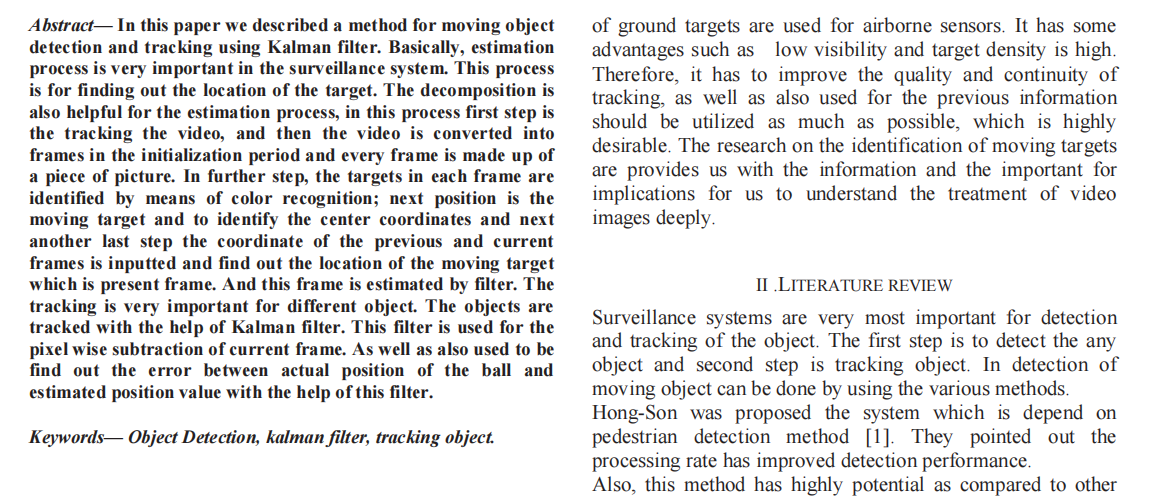 Abstract— In this paper we described a method for moving object
detection and tracking using Kalman filter. Basically, estimation
process is very important in the surveillance system. This process
is for finding out the location of the target. The decomposition is
also helpful for the estimation process, in this process first step is
the tracking the video, and then the video is converted into
frames in the initialization period and every frame is made up of
a piece of picture. In further step, the targets in each frame are
identified by means of color recognition; next position is the
moving target and to identify the center coordinates and next
another last step the coordinate of the previous and current
frames is inputted and find out the location of the moving target
which is present frame. And this frame is estimated by filter. The
tracking is very important for different object. The objects are
tracked with the help of Kalman filter. This filter is used for the
pixel wise subtraction of current frame. As well as also used to be
find out the error between actual position of the ball and
estimated position value with the help of this filter.
Keywords— Object Detection, kalman filter, tracking object.
of ground targets are used for airborne sensors. It has some
advantages such as low visibility and target density is high.
Therefore, it has to improve the quality and continuity of
tracking, as well as also used for the previous information
should be utilized as much as possible, which is highly
desirable. The research on the identification of moving targets
are provides us with the information and the important for
implications for us to understand the treatment of video
images deeply.
II .LITERATURE REVIEW
Surveillance systems are very most important for detection
and tracking of the object. The first step is to detect the any
object and second step is tracking object. In detection of
moving object can be done by using the various methods.
Hong-Son was proposed the system which is depend on
pedestrian detection method [1]. They pointed out the
processing rate has improved detection performance.
Also, this method has highly potential as compared to other